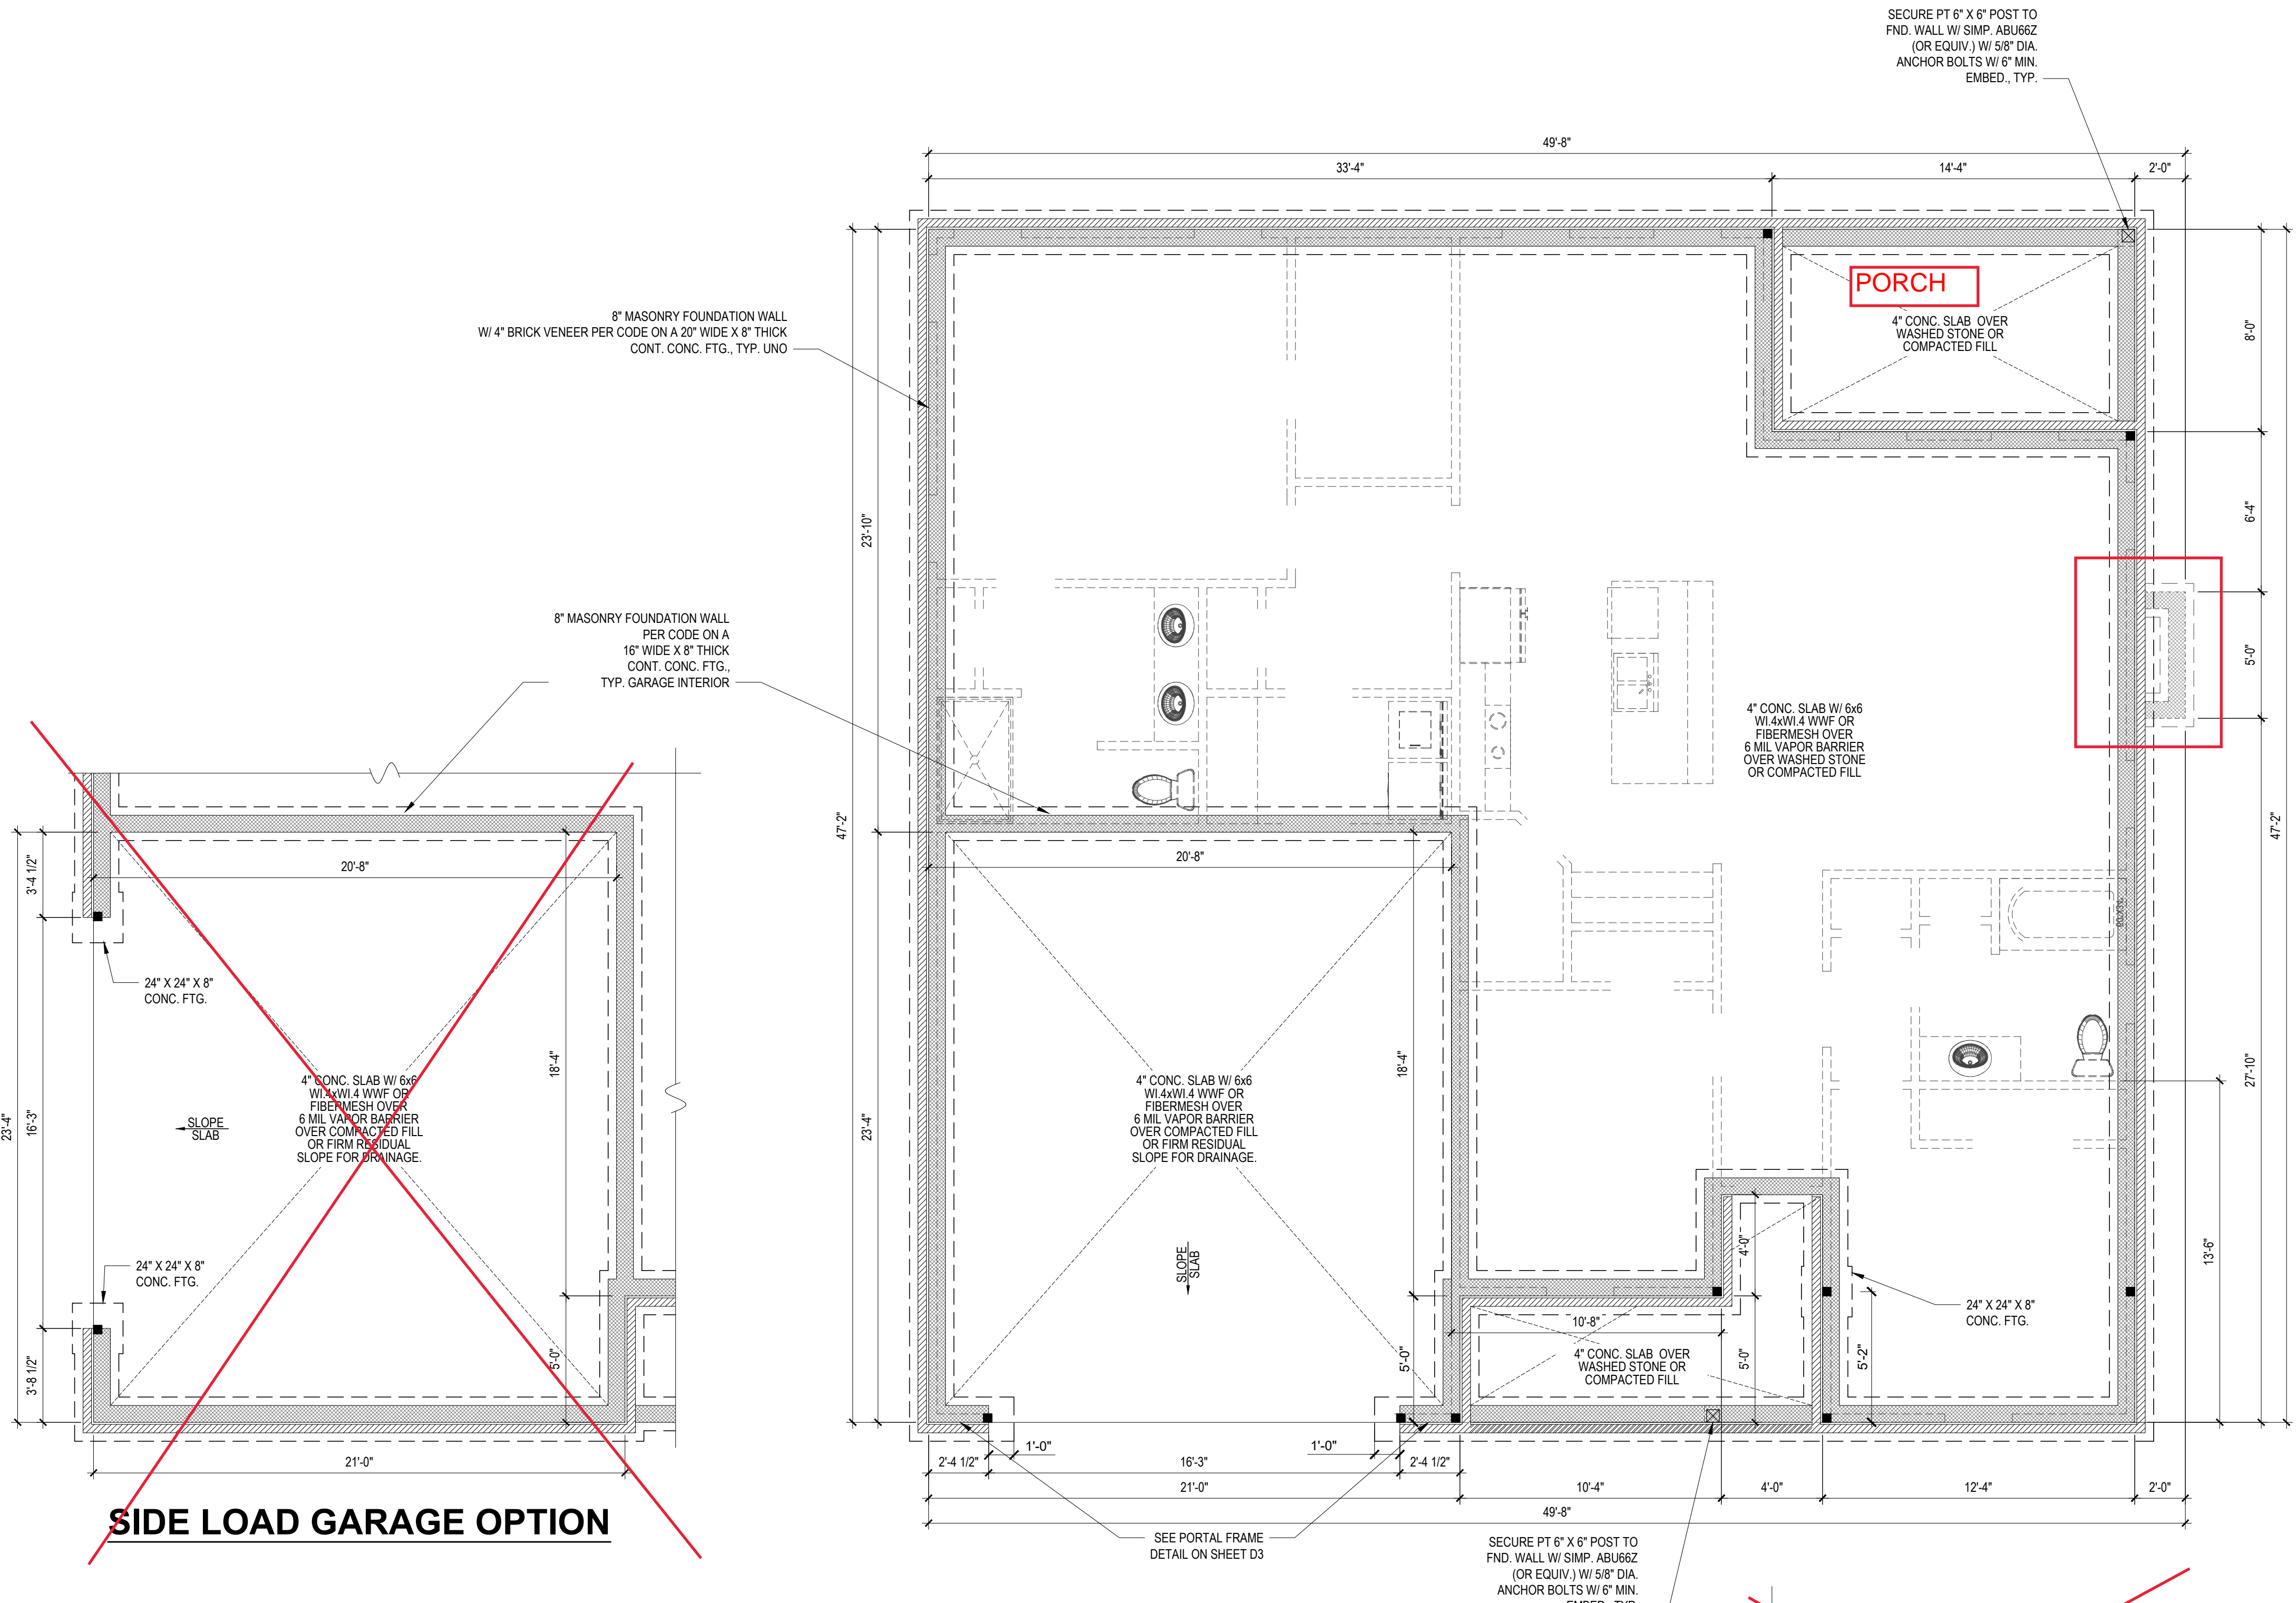 SECURE PT 6" X 6" POST TO
FND. WALL W/ SIMP. ABU66Z
(OR EQUIV.) W/ 5/8" DIA.
ANCHOR BOLTS W/ 6" MIN.
EMBED., TYP.
49'-8"
33'-4"
14'-4"
2'-0"
PORCH
4" CONC. SLAB OVER
WASHED STONE OR
COMPACTED FILL
8" MASONRY FOUNDATION WALL
W/ 4" BRICK VENEER PER CODE ON A 20" WIDE X 8" THICK
CONT. CONC. FTG., TYP. UNO
8'-0"
6'-4"
5'-0"
47'-2"
27'-10"
13'-6"
23'-10"
47'-2"
23'-4"
8" MASONRY FOUNDATION WALL
PER CODE ON A
16" WIDE X 8" THICK
CONT. CONC. FTG.,
TYP. GARAGE INTERIOR
4" CONC. SLAB W/ 6x6
WI.4xWI.4 WWF OR
FIBERMESH OVER
6 MIL VAPOR BARRIER
OVER WASHED STONE
OR COMPACTED FILL
20'-8"
3'-4 1/2"
24" X 24" X 8"
CONC. FTG.
18'-4"
4" CONC. SLAB W/ 6x6
WI.4xWI.4 WWF OR
FIBERMESH OVER
6 MIL VAPOR BARRIER
OVER COMPACTED FILL
OR FIRM RESIDUAL
SLOPE FOR DRAINAGE.
SLOPE
SLAB
23'-4"
16'-3"
24" X 24" X 8"
CONC. FTG.
3'-8 1/2"
5'-0"
21'-0"
SIDE LOAD GARAGE OPTION
20'-8"
18'-4"
4" CONC. SLAB W/ 6x6
WI.4xWI.4 WWF OR
FIBERMESH OVER
6 MIL VAPOR BARRIER
OVER COMPACTED FILL
OR FIRM RESIDUAL
SLOPE FOR DRAINAGE.
SLOPE
SLAB
4'-0"
10'-8"
5'-0"
5'-0"
5'-2"
4" CONC. SLAB OVER
WASHED STONE OR
COMPACTED FILL
24" X 24" X 8"
CONC. FTG.
1'-0"
1'-0"
2'-4 1/2"
16'-3"
2'-4 1/2"
21'-0"
10'-4"
4'-0"
12'-4"
2'-0"
49'-8"
SEE PORTAL FRAME
DETAIL ON SHEET D3
SECURE PT 6" X 6" POST TO
FND. WALL W/ SIMP. ABU66Z
(OR EQUIV.) W/ 5/8" DIA.
ANCHOR BOLTS W/ 6" MIN.